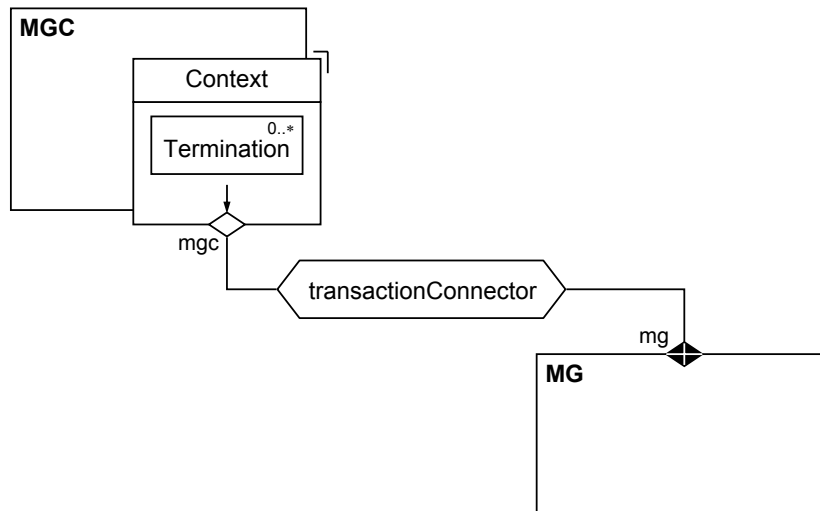 MGC
Context
0..*
Termination
mgc
transactionConnector
mg
MG